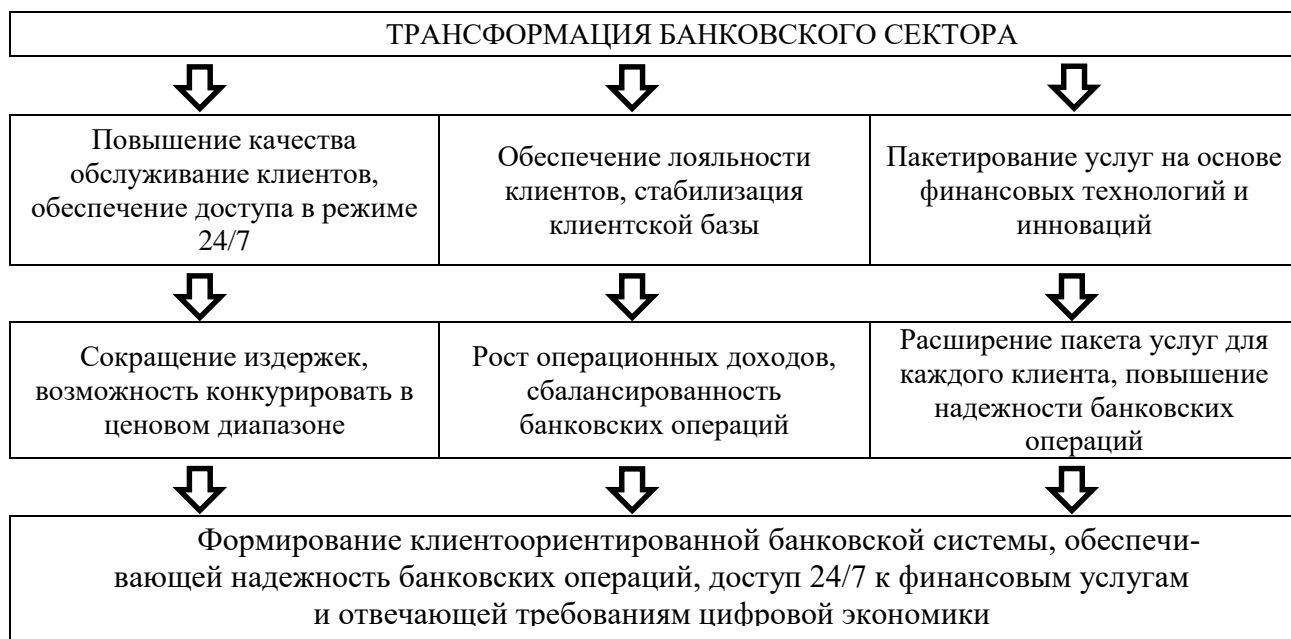 ТРАНСФОРМАЦИЯ БАНКОВСКОГО СЕКТОРА
Повышение качества
обслуживание клиентов,
обеспечение доступа в режиме
24/7
Обеспечение лояльности
клиентов, стабилизация
клиентской базы
Пакетирование услуг на основе
финансовых технологий и
инноваций
Сокращение издержек,
возможность конкурировать в
ценовом диапазоне
Рост операционных доходов,
сбалансированность
банковских операций
Расширение пакета услуг для
каждого клиента, повышение
надежности банковских
операций
Формирование клиентоориентированной банковской системы, обеспечи-
вающей надежность банковских операций, доступ 24/7 к финансовым услугам
и отвечающей требованиям цифровой экономики